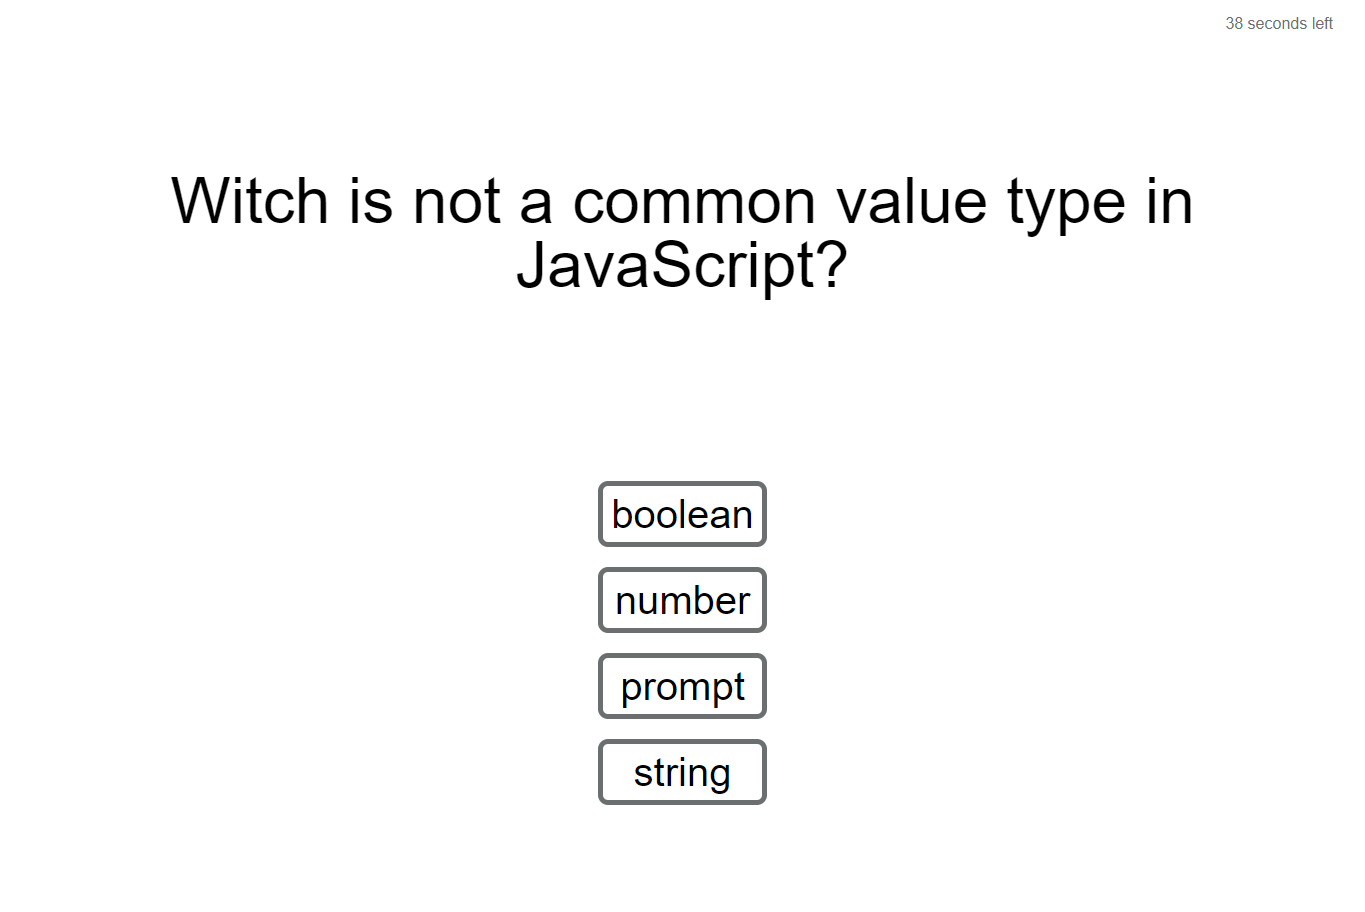 38 seconds left
Witch is not a common value type in
JavaScript?
boolean
number
prompt
string